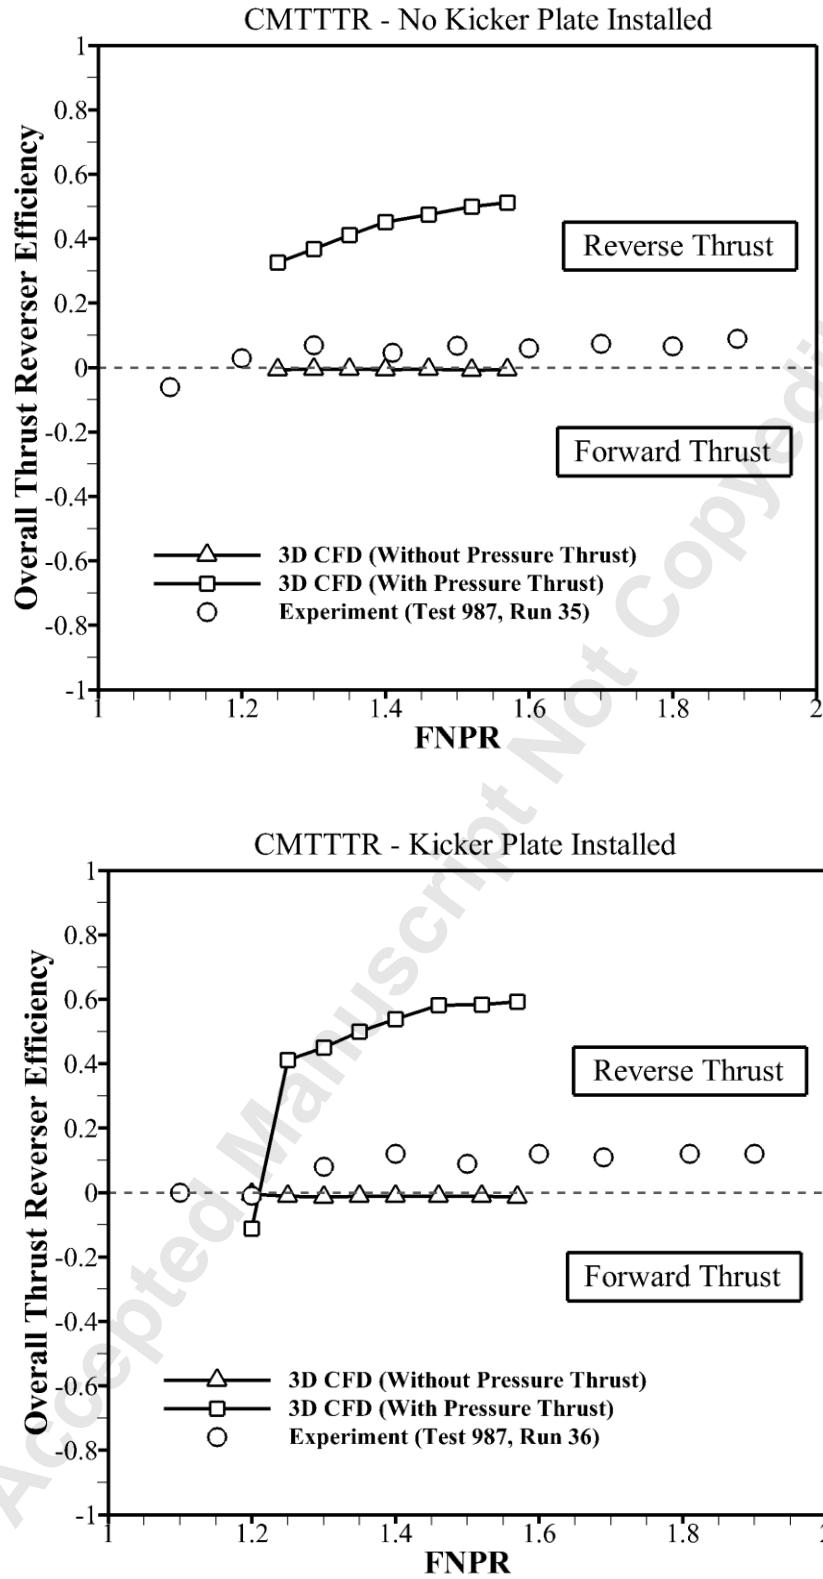 CMTTTR - No Kicker Plate Installed
1
0.8
0.6
0.4
0.2
0
-0.2
-0.4
-0.6
-0.8
-1
Overall Thrust Reverser Efficiency
Reverse Thrust
Forward Thrust
3D CFD (Without Pressure Thrust)
3D CFD (With Pressure Thrust)
Experiment (Test 987, Run 35)
1 1.2 1.4 1.6 1.8 2
FNPR
CMTTTR - Kicker Plate Installed
1
0.8
0.6
0.4
0.2
0
-0.2
-0.4
-0.6
-0.8
-1
Overall Thrust Reverser Efficiency
Reverse Thrust
Forward Thrust
3D CFD (Without Pressure Thrust)
3D CFD (With Pressure Thrust)
Experiment (Test 987, Run 36)
1 1.2 1.4 1.6 1.8
FNPR
Accepted Manuscript Not Copyedi